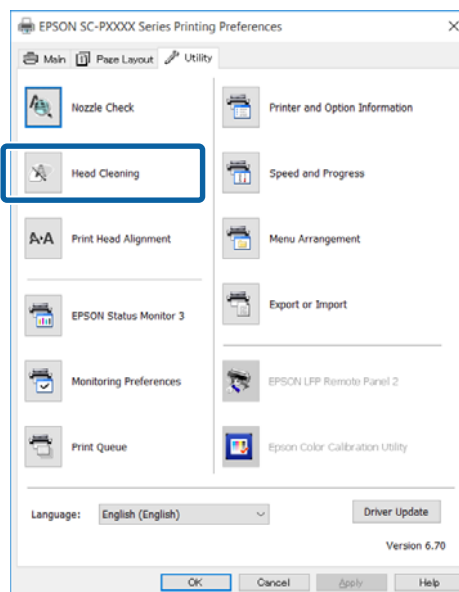 EPSON SC-PXXXX Series Printing Preferences
Main Page Layout Utility
Nozzle Check
Printer and Option Information
Head Cleaning
Speed and Progress
A·A Print Head Alignment
Menu Arrangement
EPSON Status Monitor 3
Export or Import
Monitoring Preferences
EPSON LFP Remote Panel 2
Print Queue
Epson Color Calibration Utility
Language: English (English)
Driver Update
Version 6.70
OK Cancel Apply Help